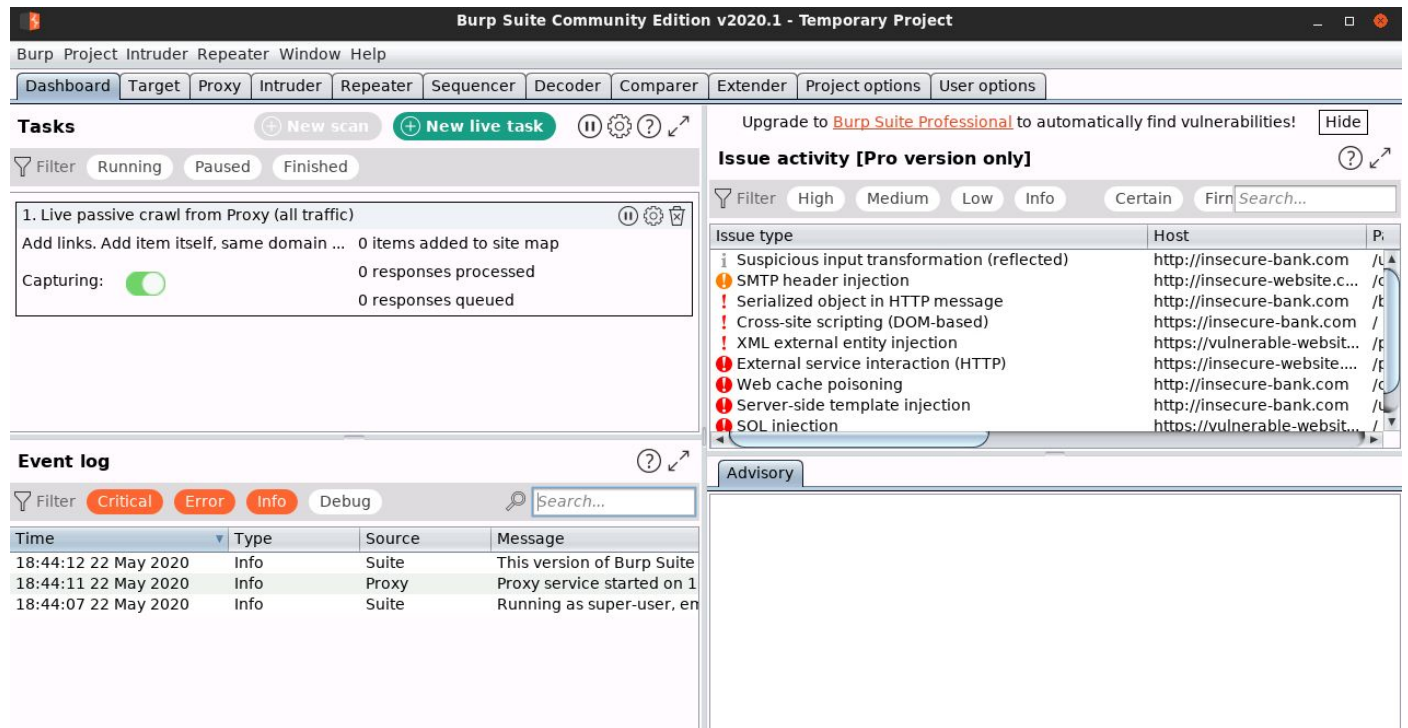 Burp Suite Community Edition v2020.1 - Temporary Project
Burp Project Intruder Repeater Window Help
Dashboard Target Proxy Intruder Repeater Sequencer Decoder Comparer Extender Project options User options
Tasks
New scan
New live task
Filter Running Paused Finished
1. Live passive crawl from Proxy (all traffic)
Add links. Add item itself, same domain ... 0 items added to site map
Capturing:
0 responses processed
0 responses queued
Event log
Filter Critical Error Info Debug Search...
Time Type Source Message
18:44:12 22 May 2020 Info Suite This version of Burp Suite
18:44:11 22 May 2020 Info Proxy Proxy service started on 1
18:44:07 22 May 2020 Info Suite Running as super-user, em
Upgrade to Burp Suite Professional to automatically find vulnerabilities! Hide
Issue activity [Pro version only]
Filter High Medium Low Info Certain Firm Search...
Issue type Host
Suspicious input transformation (reflected) http://insecure-bank.com
SMTP header injection http://insecure-website.c...
Serialized object in HTTP message http://insecure-bank.com
Cross-site scripting (DOM-based) https://insecure-bank.com /
XML external entity injection https://vulnerable-websit...
External service interaction (HTTP) https://insecure-website....
Web cache poisoning http://insecure-bank.com
Server-side template injection http://insecure-bank.com
SQL injection https://vulnerable-websit... /
Advisory